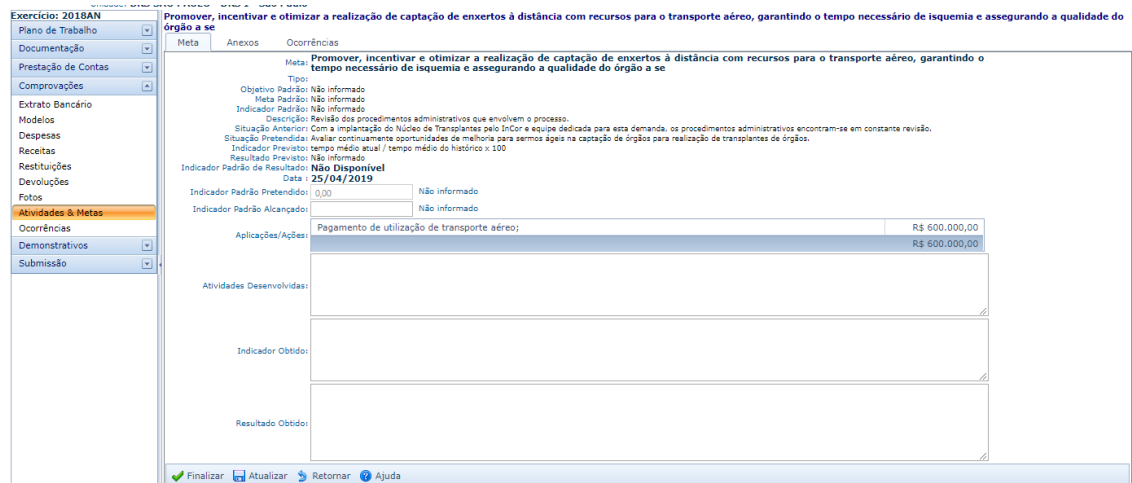 Exercício: 2018AN
Plano de Trabalho
Documentação
Prestação de Contas
Comprovações
Extrato Bancário
Modelos
Despesas
Receitas
Restituições
Devoluções
Fotos
Atividades & Metas
Ocorrências
Demonstrativos
Submissão
Promover, incentivar e otimizar a realização de captação de enxertos à distância com recursos para o transporte aéreo, garantindo o tempo necessário de isquemia e assegurando a qualidade do
órgão a se
Meta Anexos Ocorrências
Meta: Promover, incentivar e otimizar a realização de captação de enxertos à distância com recursos para o transporte aéreo, garantindo o
tempo necessário de isquemia e assegurando a qualidade do órgão a se
Tipo:
Objetivo Padrão: Não informado
Meta Padrão: Não informado
Indicador Padrão: Não informado
Descrição: Revisão dos procedimentos administrativos que envolvem o processo.
Situação Anterior: Com a implantação do Núcleo de Transplantes pelo InCor e equipe dedicada para esta demanda, os procedimentos administrativos encontram-se em constante revisão.
Situação Pretendida: Avaliar continuamente oportunidades de melhoria para sermos ágeis na captação de órgãos para realização de transplantes de órgãos.
Indicador Previsto: tempo médio atual / tempo médio do histórico x 100
Resultado Previsto: Não informado
Indicador Padrão de Resultado: Não Disponível
Data : 25/04/2019
Indicador Padrão Pretendido: 0,00 Não informado
Indicador Padrão Alcançado: Não informado
Aplicações/Ações: Pagamento de utilização de transporte aéreo; R$ 600.000,00
R$ 600.000,00
Atividades Desenvolvidas:
Indicador Obtido:
Resultado Obtido:
Finalizar Atualizar Retornar Ajuda